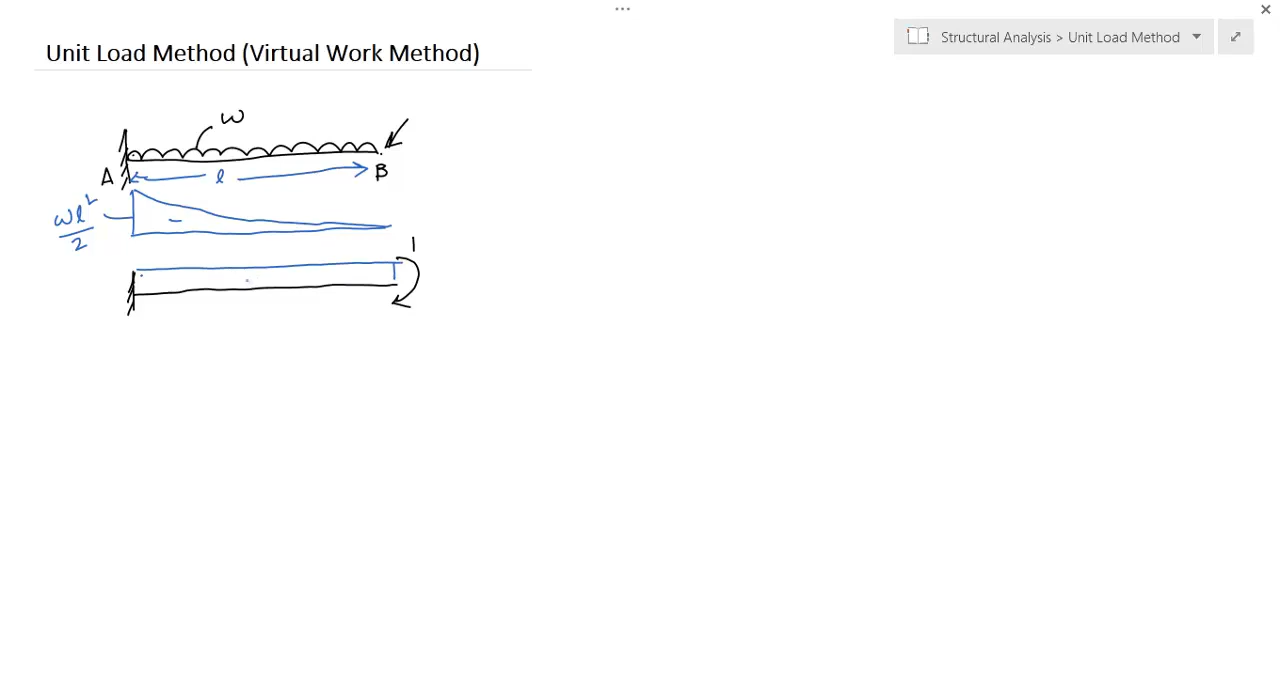 Structural Analysis > Unit Load Method
Unit Load Method (Virtual Work Method)
w
A
l
B
wl²
2
-
1